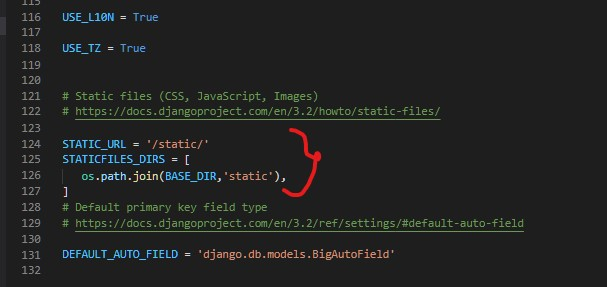 115
116 USE_L10N = True
117
118 USE_TZ = True
119
120
121 # Static files (CSS, JavaScript, Images)
122 # https://docs.djangoproject.com/en/3.2/howto/static-files/
123
124 STATIC_URL = '/static/'
125 STATICFILES_DIRS = [
126 os.path.join(BASE_DIR,'static'),
127 ]
128 # Default primary key field type
129 # https://docs.djangoproject.com/en/3.2/ref/settings/#default-auto-field
130
131 DEFAULT_AUTO_FIELD = 'django.db.models.BigAutoField'
132